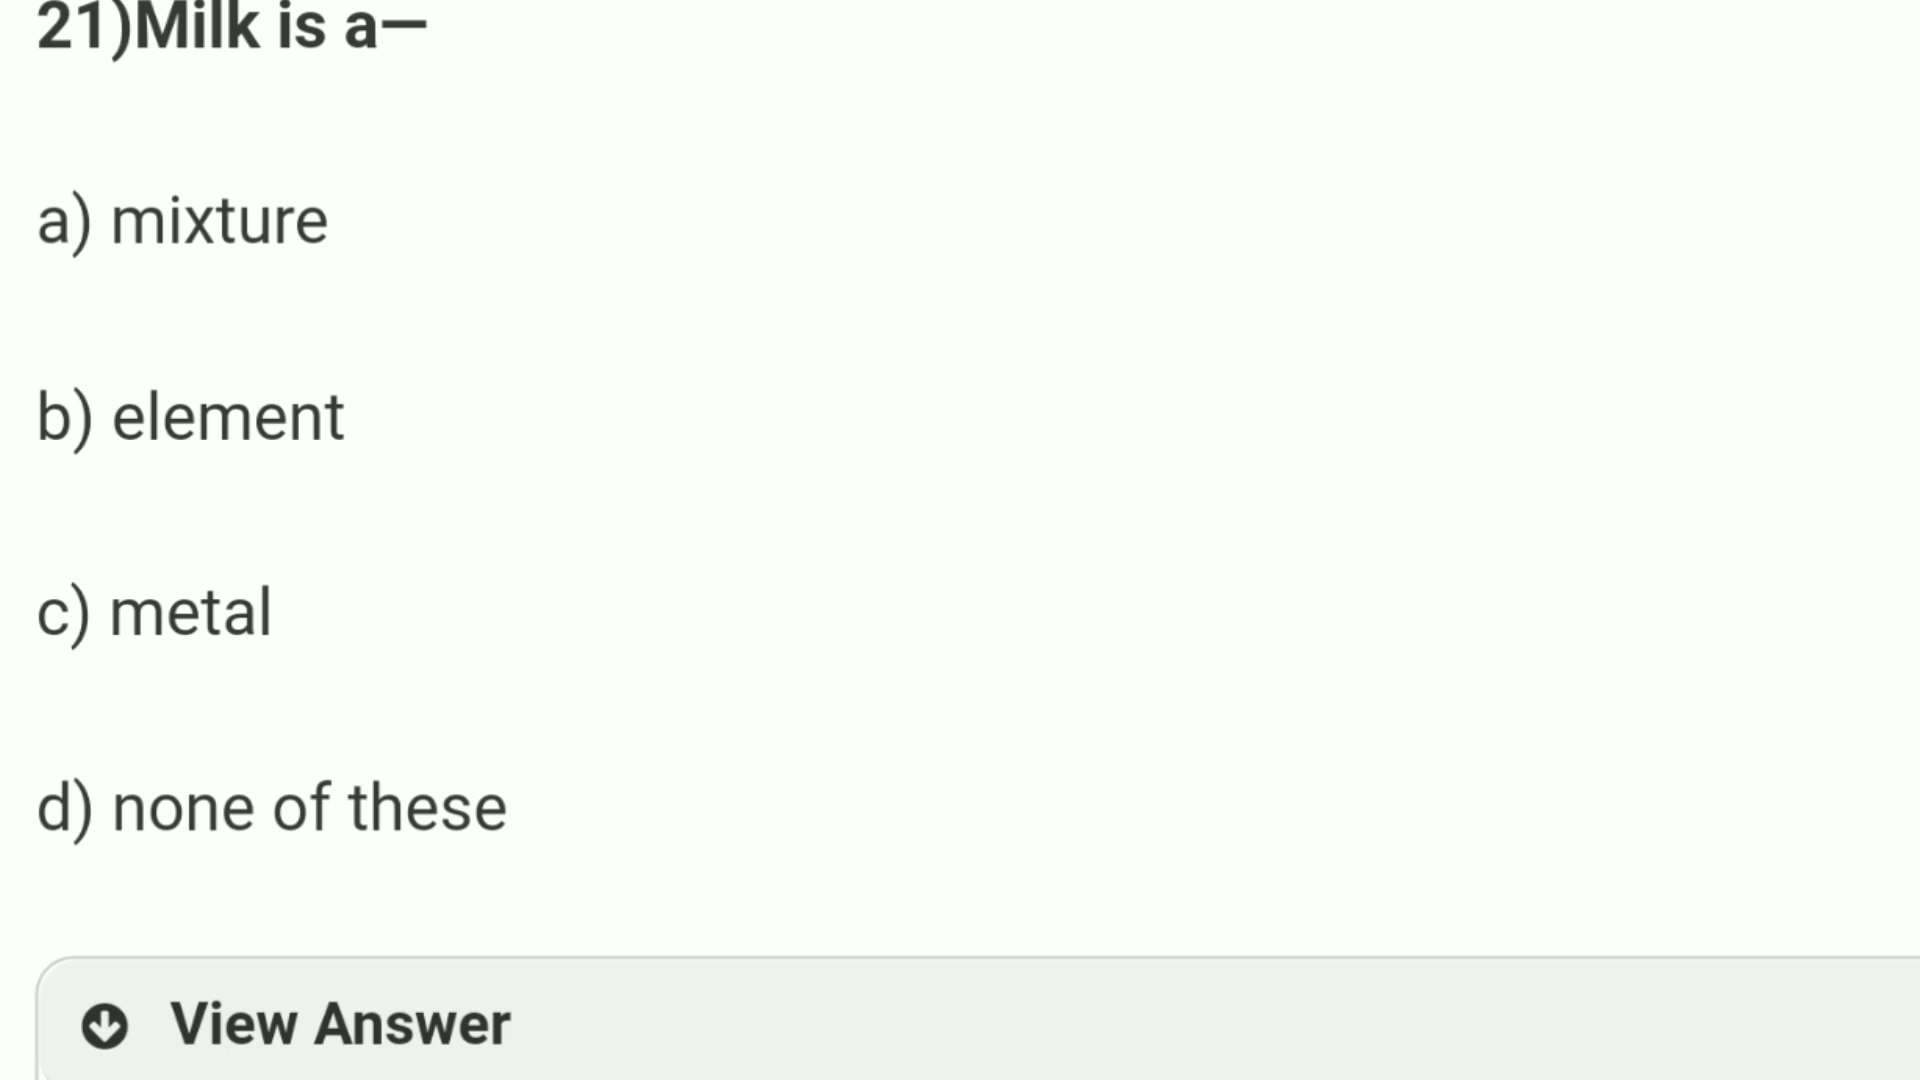 21)Milk is a—
a) mixture
b) element
c) metal
d) none of these
View Answer